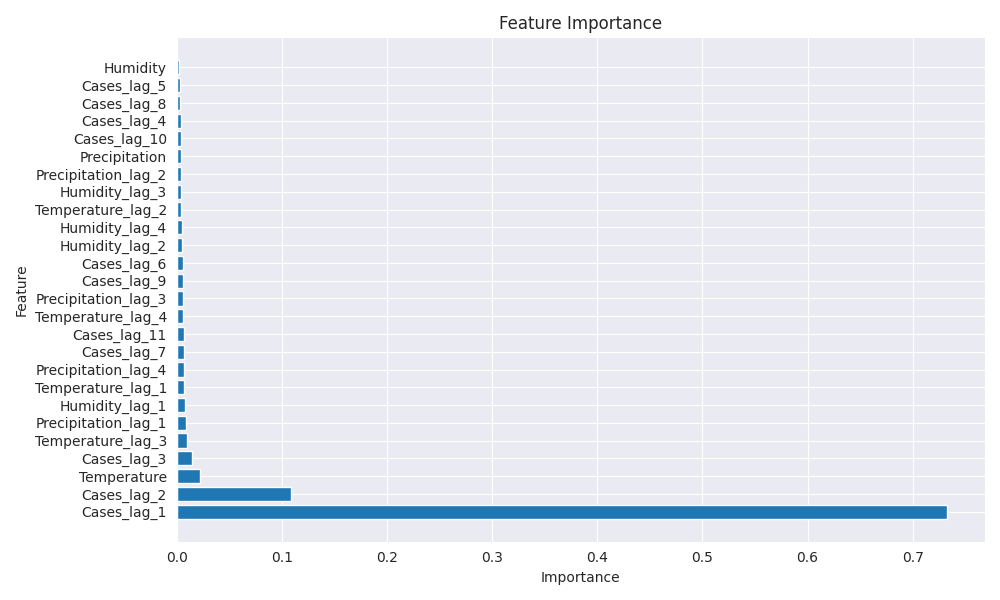 Feature Importance
Humidity
Cases_lag_5
Cases_lag_8
Cases_lag_4
Cases_lag_10
Precipitation
Precipitation_lag_2
Humidity_lag_3
Temperature_lag_2
Humidity_lag_4
Humidity_lag_2
Cases_lag_6
Cases_lag_9
Precipitation_lag_3
Temperature_lag_4
Cases_lag_11
Cases_lag_7
Precipitation_lag_4
Temperature_lag_1
Humidity_lag_1
Precipitation_lag_1
Temperature_lag_3
Cases_lag_3
Temperature
Cases_lag_2
Cases_lag_1
Feature
0.0 0.1 0.2 0.3 0.4 0.5 0.6 0.7
Importance